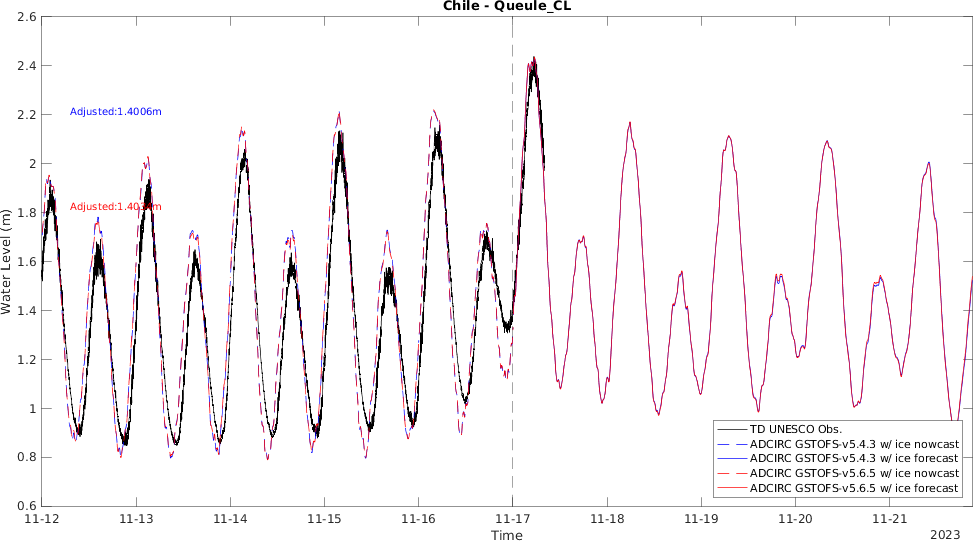 Chile - Queule_CL
2.6
2.4
2.2
2
1.8
1.6
1.4
1.2
1
0.8
0.6
Water Level (m)
Adjusted:1.4006m
11-12
11-13
11-14
11-15
11-16
11-17
11-18
11-19
11-20
11-21
Time
2023
TD UNESCO Obs.
ADCIRC GSTOFS-v5.4.3 w/ ice nowcast
ADCIRC GSTOFS-v5.4.3 w/ ice forecast
ADCIRC GSTOFS-v5.6.5 w/ ice nowcast
ADCIRC GSTOFS-v5.6.5 w/ ice forecast